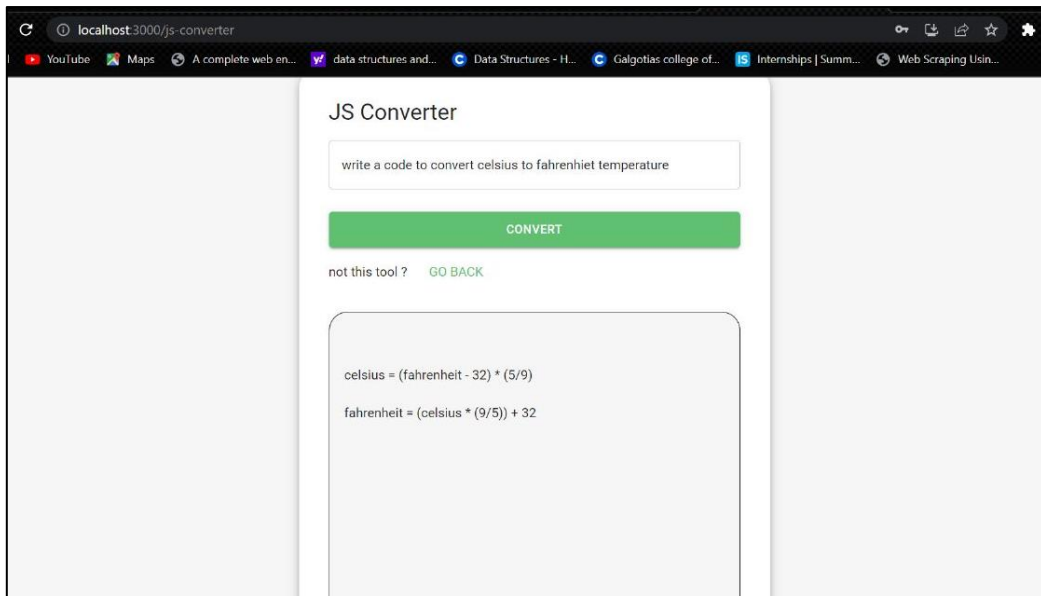 localhost:3000/js-converter
YouTube Maps A complete web en... data structures and... Data Structures - H... Galgotias college of... Internships | Summ... Web Scraping Usin...
JS Converter
write a code to convert celsius to fahrenhiet temperature
CONVERT
not this tool ? GO BACK
celsius = (fahrenheit - 32) * (5/9)
fahrenheit = (celsius * (9/5)) + 32